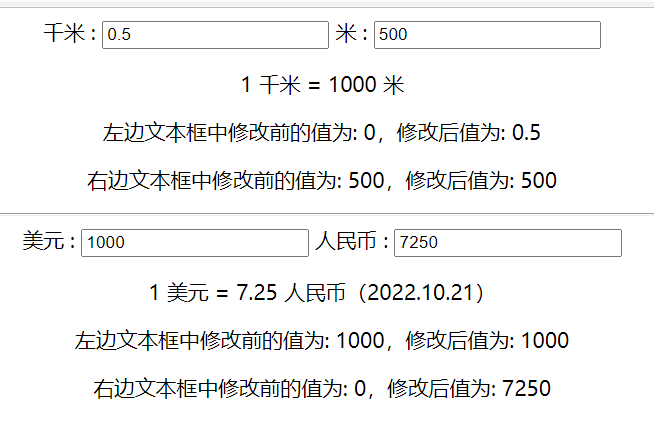 千米 : 0.5 米 : 500
1 千米 = 1000 米
左边文本框中修改前的值为: 0，修改后值为: 0.5
右边文本框中修改前的值为: 500，修改后值为: 500
美元 : 1000 人民币 : 7250
1 美元 = 7.25 人民币（2022.10.21）
左边文本框中修改前的值为: 1000，修改后值为: 1000
右边文本框中修改前的值为: 0，修改后值为: 7250